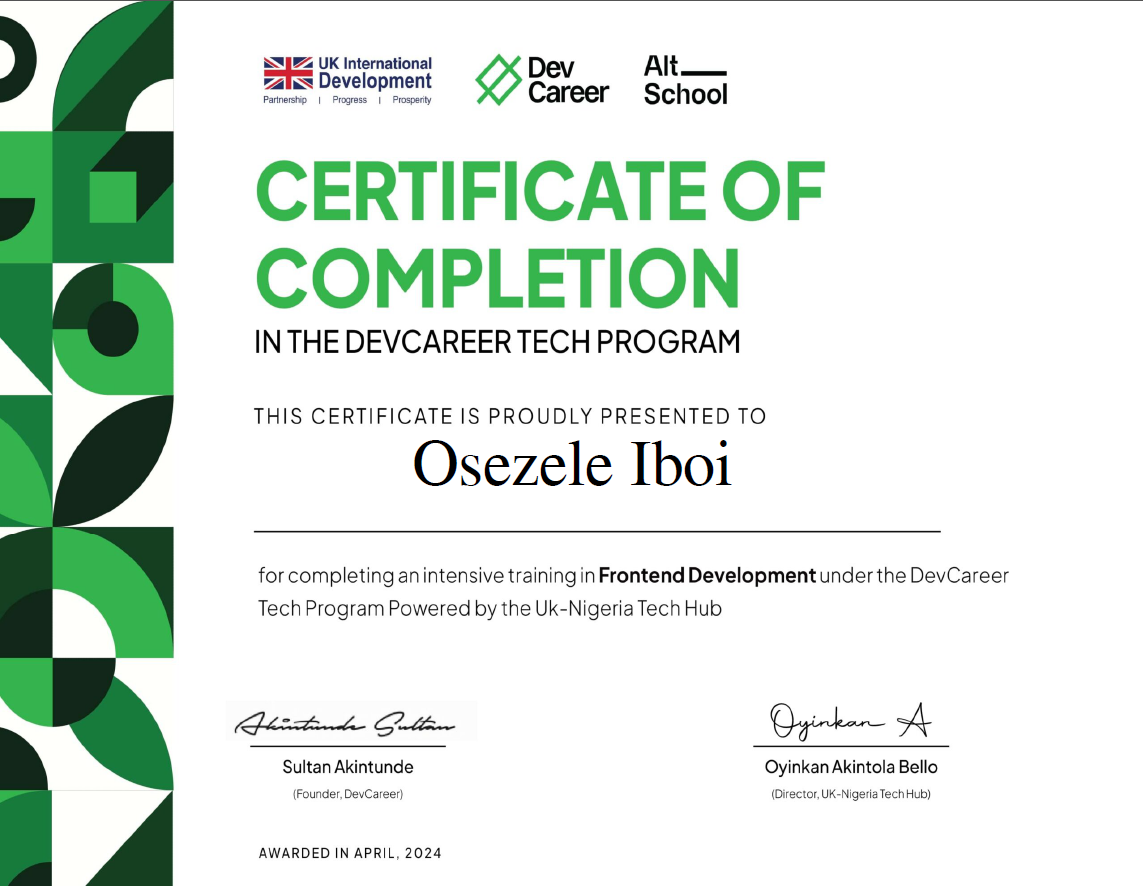 UK International
Development
Partnership | Progress | Prosperity
Dev
Career
Alt
School
CERTIFICATE OF
COMPLETION
IN THE DEVCAREER TECH PROGRAM
THIS CERTIFICATE IS PROUDLY PRESENTED TO
Osezele Iboi
for completing an intensive training in Frontend Development under the DevCareer
Tech Program Powered by the Uk-Nigeria Tech Hub
Akintunde Sultan
Oyinkan A
Sultan Akintunde
Oyinkan Akintola Bello
(Founder, DevCareer)
(Director, UK-Nigeria Tech Hub)
AWARDED IN APRIL, 2024